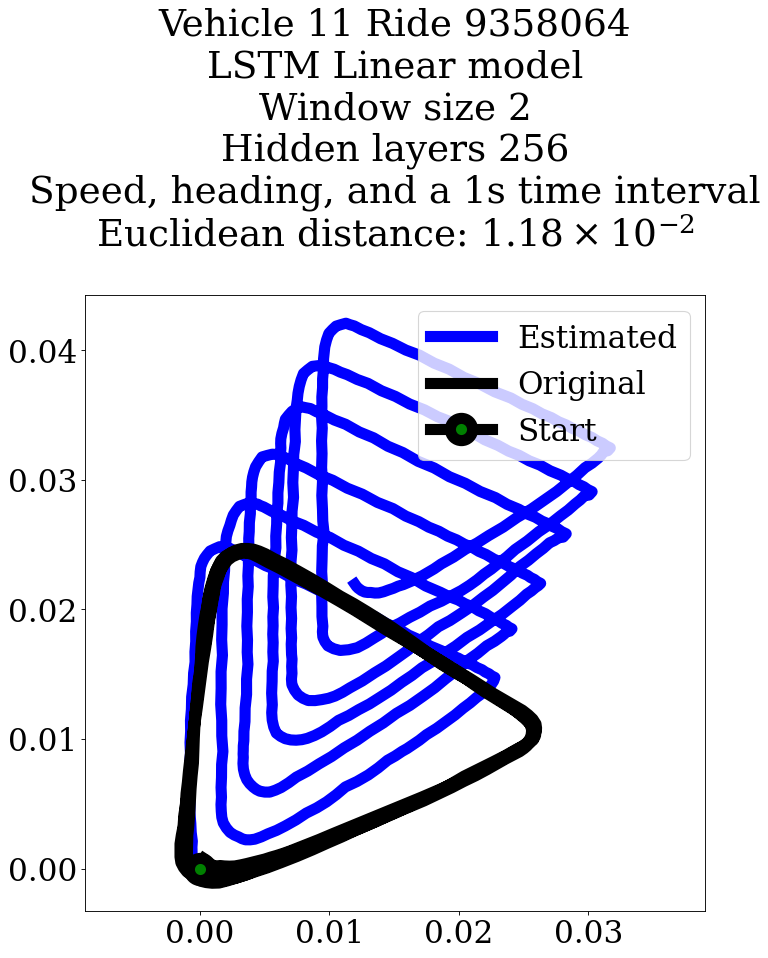 Vehicle 11 Ride 9358064
LSTM Linear model
Window size 2
Hidden layers 256
Speed, heading, and a 1s time interval
Euclidean distance: 1.18 × 10⁻²
Estimated
Original
Start
0.04
0.03
0.02
0.01
0.00
0.00 0.01 0.02 0.03